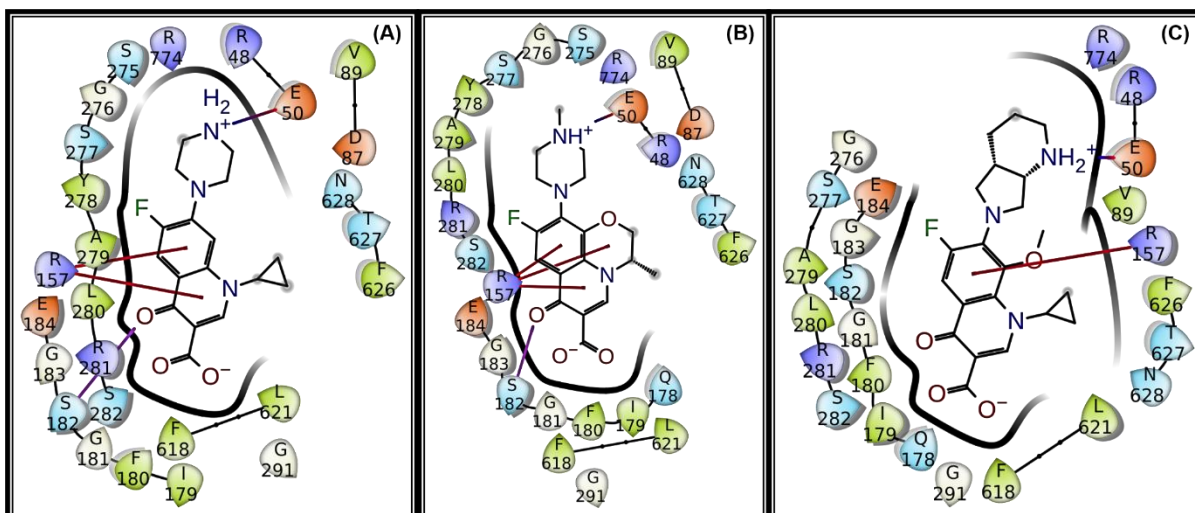 (A)
S 275
R 774
R 48
V 89
G 276
H2
E 50
S 277
N+
D 87
Y 278
N
N 628
F
T 627
A 279
R 157
N
F 626
L 280
E 184
O
G 183
R 281
O
O−
S 182
S 282
L 621
G 181
F 618
G 291
F 180
I 179
(B)
G 276
S 275
S 277
R 774
V 89
Y 278
NH+
E 50
D 87
A 279
R 48
L 280
N
N 628
R 281
F
O
T 627
S 282
F 626
R 157
N
E 184
O
G 183
O−
O
S 182
Q 178
G 181
F 180
I 179
L 621
F 618
G 291
(C)
R 774
R 48
G 276
NH2+
E 50
S 277
E 184
V 89
G 183
N
F
R 157
A 279
S 182
O
L 280
G 181
F 626
R 281
F 180
O
N
T 627
S 282
I 179
O
N 628
Q 178
O−
L 621
G 291
F 618